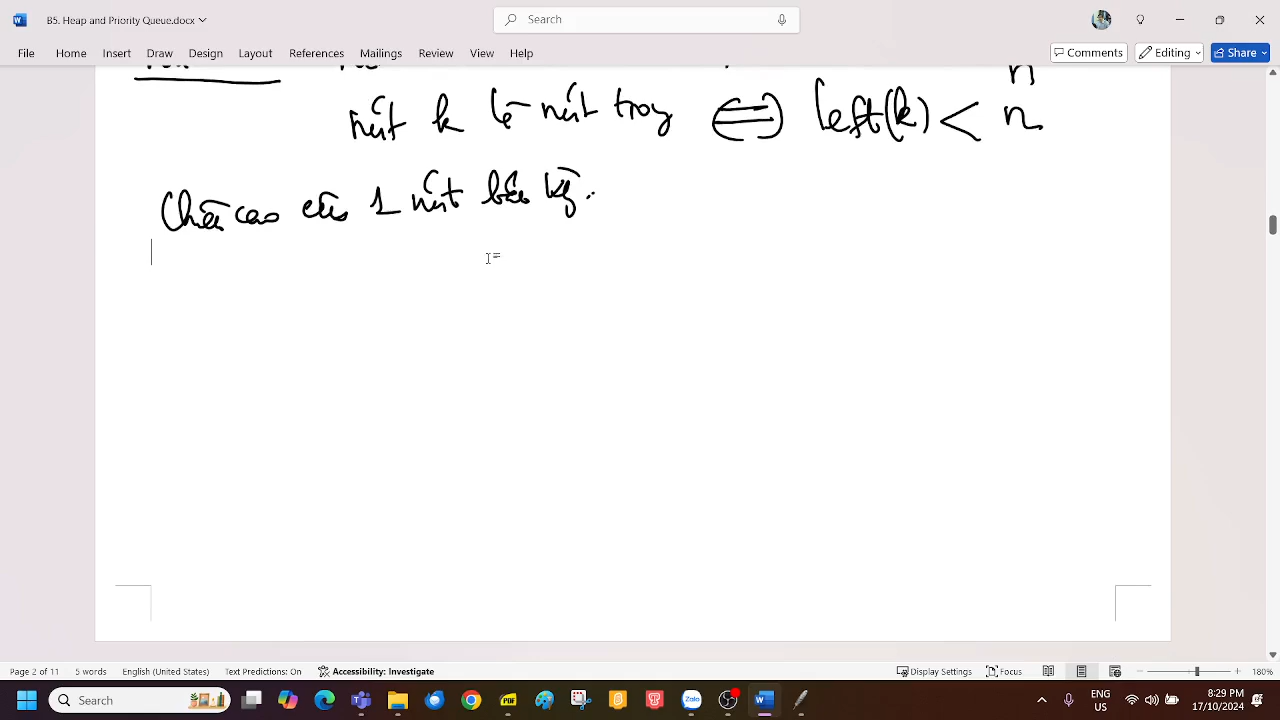 B5. Heap and Priority Queue.docx
Search
File Home Insert Draw Design Layout References Mailings Review View Help
Comments Editing Share
n
nút k là nút trong ⟺ left(k) < n
Chiều cao của 1 nút bất kỳ.
Page 2 of 11 5 words English (United States) Text Predictions: On Accessibility: Investigate Display Settings Focus 180%
Search PDF Zalo ENG 8:29 PM
US 17/10/2024